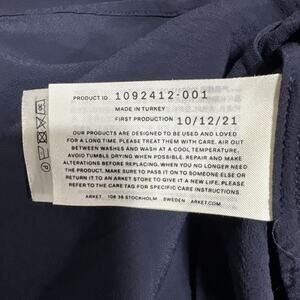 PRODUCT ID 1092412-001
MADE IN TURKEY
FIRST PRODUCTION 10/12/21
OUR PRODUCTS ARE DESIGNED TO BE USED AND LOVED
FOR A LONG TIME. PLEASE TREAT THEM WITH CARE. AIR OUT
BETWEEN WASHES AND WASH AT A COOL TEMPERATURE.
AVOID TUMBLE DRYING WHEN POSSIBLE. REPAIR AND MAKE
ALTERATIONS BEFORE REPLACING. WHEN YOU NO LONGER NEED
THE PRODUCT, MAKE SURE TO PASS IT ON TO SOMEONE ELSE OR
RETURN IT TO AN ARKET STORE TO GIVE IT A NEW LIFE. PLEASE
REFER TO THE CARE TAG FOR SPECIFIC CARE INSTRUCTIONS
ARKET 106 38 STOCKHOLM SWEDEN ARKET.COM